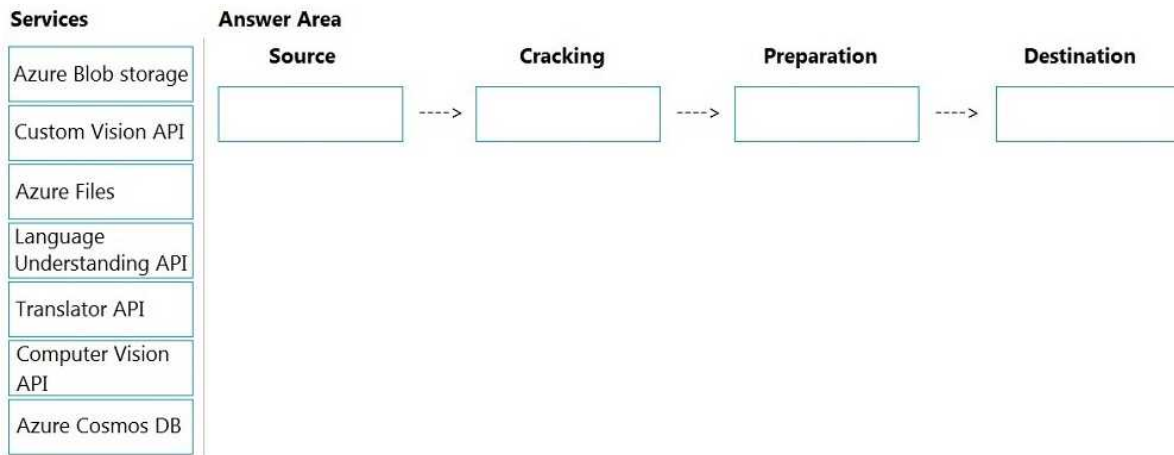 Services
Answer Area
Azure Blob storage
Custom Vision API
Azure Files
Language
Understanding API
Translator API
Computer Vision
API
Azure Cosmos DB
Source
Cracking
Preparation
Destination
---->
---->
---->